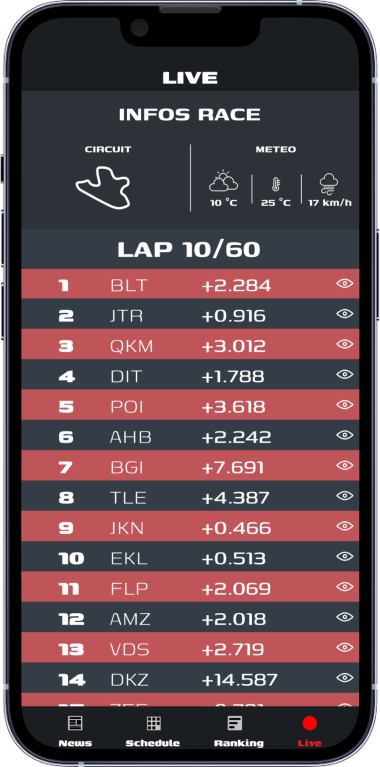 LIVE
INFOS RACE
CIRCUIT
METEO
10 °C
25 °C
17 km/h
LAP 10/60
1 BLT +2.284
2 JTR +0.916
3 QKM +3.012
4 DIT +1.788
5 POI +3.618
6 AHB +2.242
7 BGI +7.691
8 TLE +4.387
9 JKN +0.466
10 EKL +0.513
11 FLP +2.069
12 AMZ +2.018
13 VDS +2.719
14 DKZ +14.587
News Schedule Ranking Live